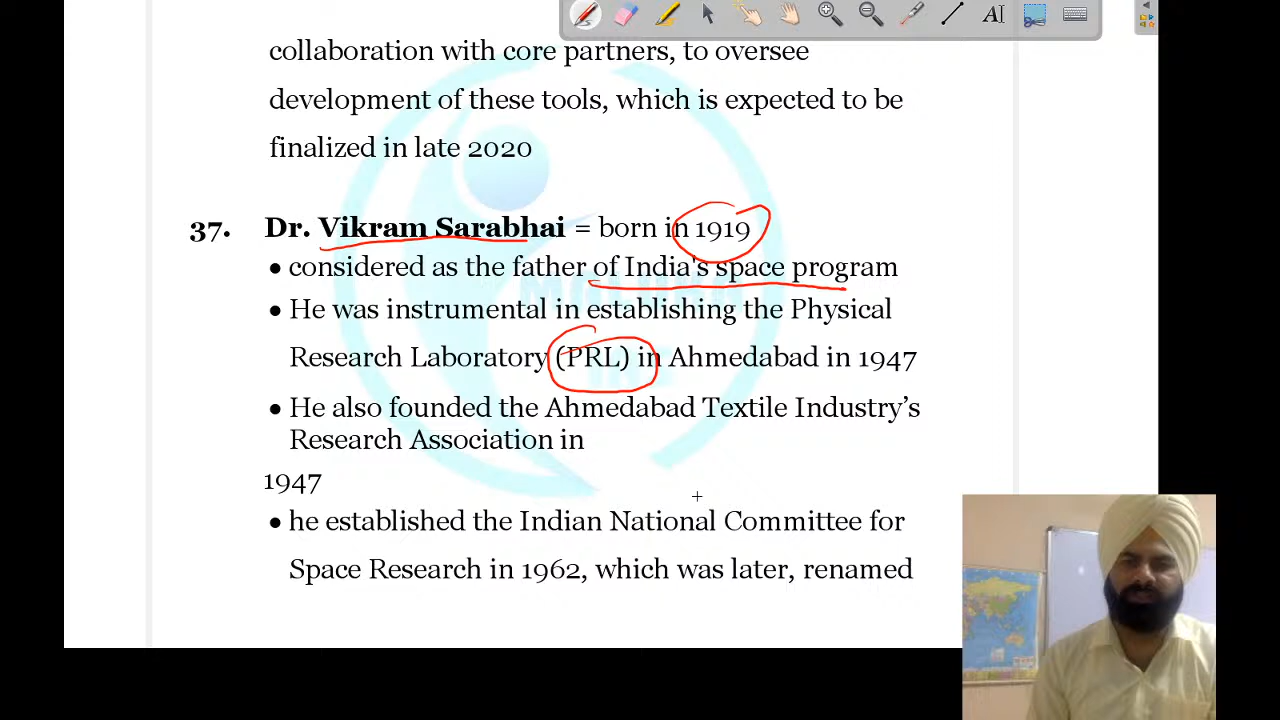 collaboration with core partners, to oversee
development of these tools, which is expected to be
finalized in late 2020
37. Dr. Vikram Sarabhai = born in 1919
• considered as the father of India's space program
• He was instrumental in establishing the Physical
Research Laboratory (PRL) in Ahmedabad in 1947
• He also founded the Ahmedabad Textile Industry's
Research Association in
1947
• he established the Indian National Committee for
Space Research in 1962, which was later, renamed